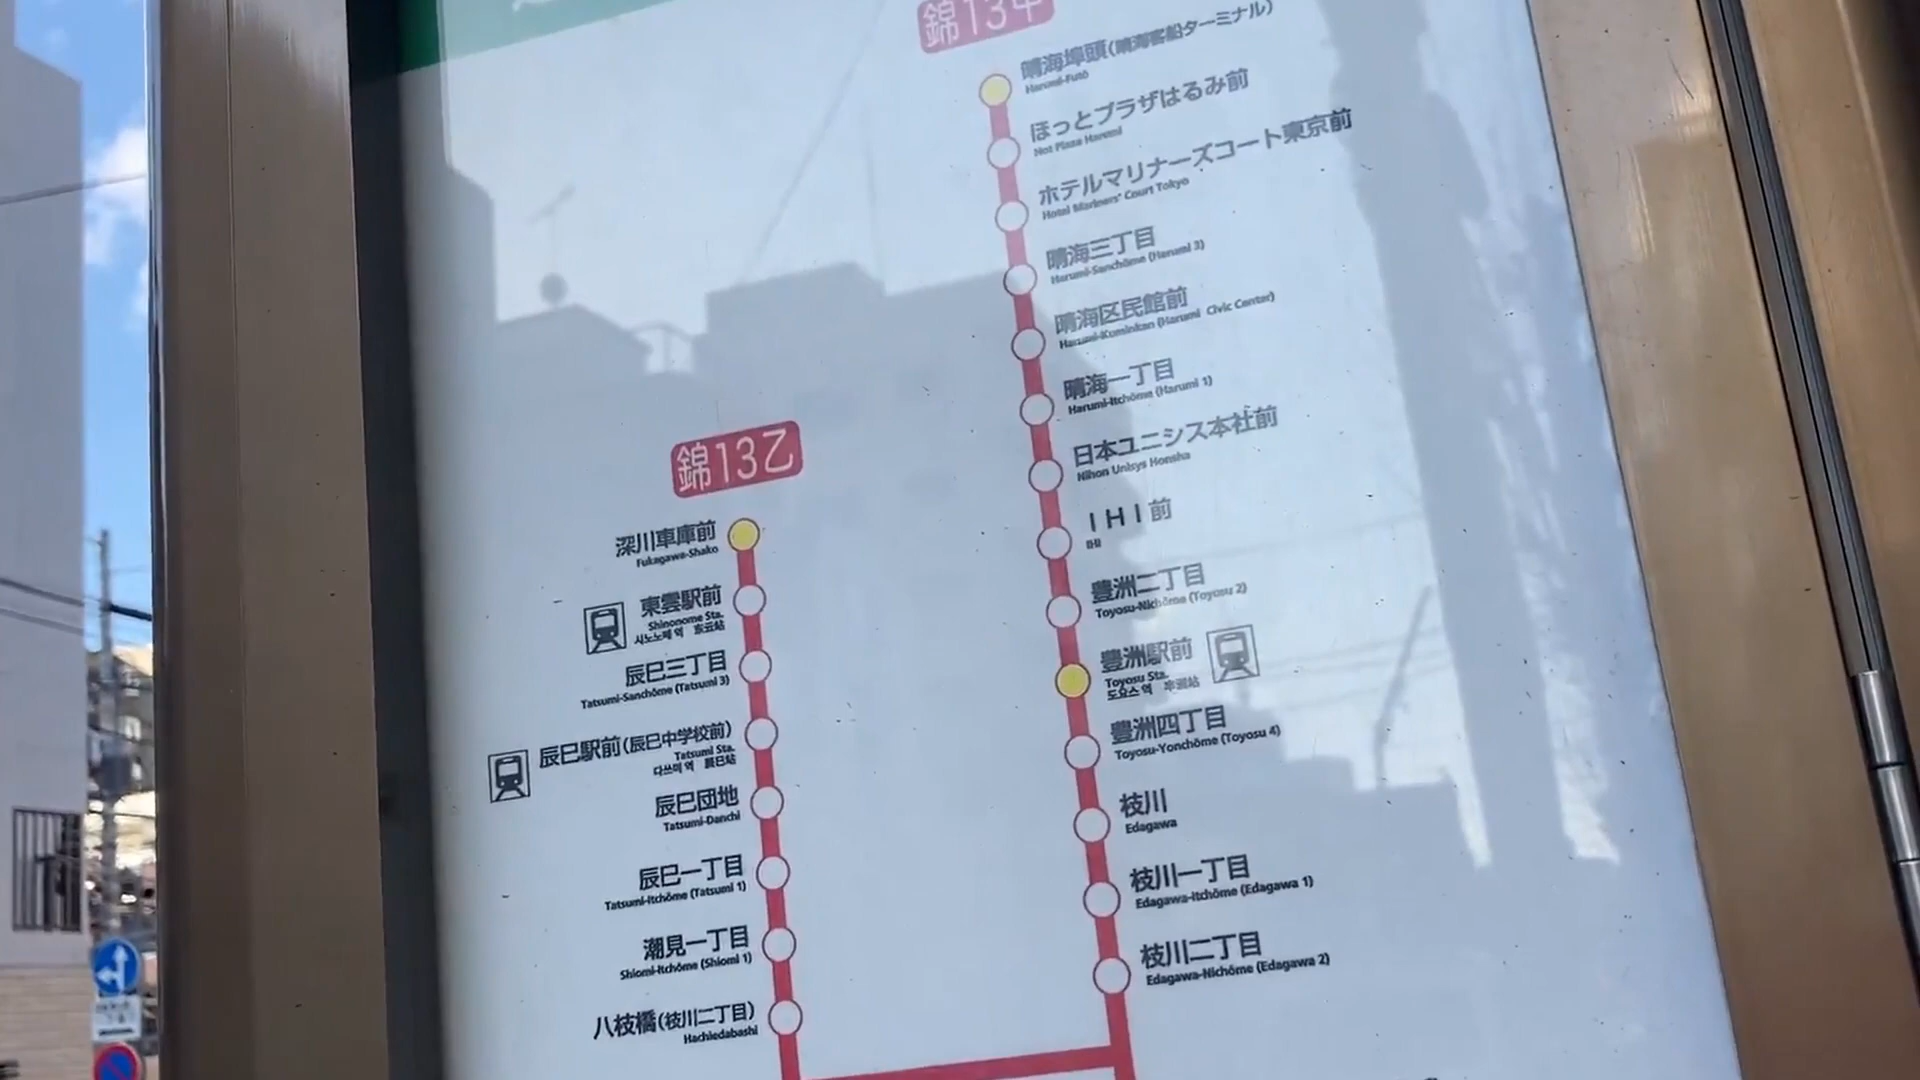 錦13甲
晴海埠頭(晴海客船ターミナル)
Harumi-Futō
ほっとプラザはるみ前
Hot Plaza Harumi
ホテルマリナーズコート東京前
Hotel Mariners' Court Tokyo
晴海三丁目
Harumi-Sanchōme (Harumi 3)
晴海区民館前
Harumi-Kuminkan (Harumi Civic Center)
晴海一丁目
Harumi-Itchōme (Harumi 1)
日本ユニシス本社前
Nihon Unisys Honsha
IHI前
IHI
豊洲二丁目
Toyosu-Nichōme (Toyosu 2)
豊洲駅前
Toyosu Sta.
도요스 역 丰洲站
豊洲四丁目
Toyosu-Yonchōme (Toyosu 4)
枝川
Edagawa
枝川一丁目
Edagawa-Itchōme (Edagawa 1)
枝川二丁目
Edagawa-Nichōme (Edagawa 2)
錦13乙
深川車庫前
Fukagawa-Shako
東雲駅前
Shinonome Sta.
시노노메 역 东云站
辰巳三丁目
Tatsumi-Sanchōme (Tatsumi 3)
辰巳駅前(辰巳中学校前)
Tatsumi Sta.
다쓰미 역 辰巳站
辰巳団地
Tatsumi-Danchi
辰巳一丁目
Tatsumi-Itchōme (Tatsumi 1)
潮見一丁目
Shiomi-Itchōme (Shiomi 1)
八枝橋(枝川二丁目)
Hachiedabashi